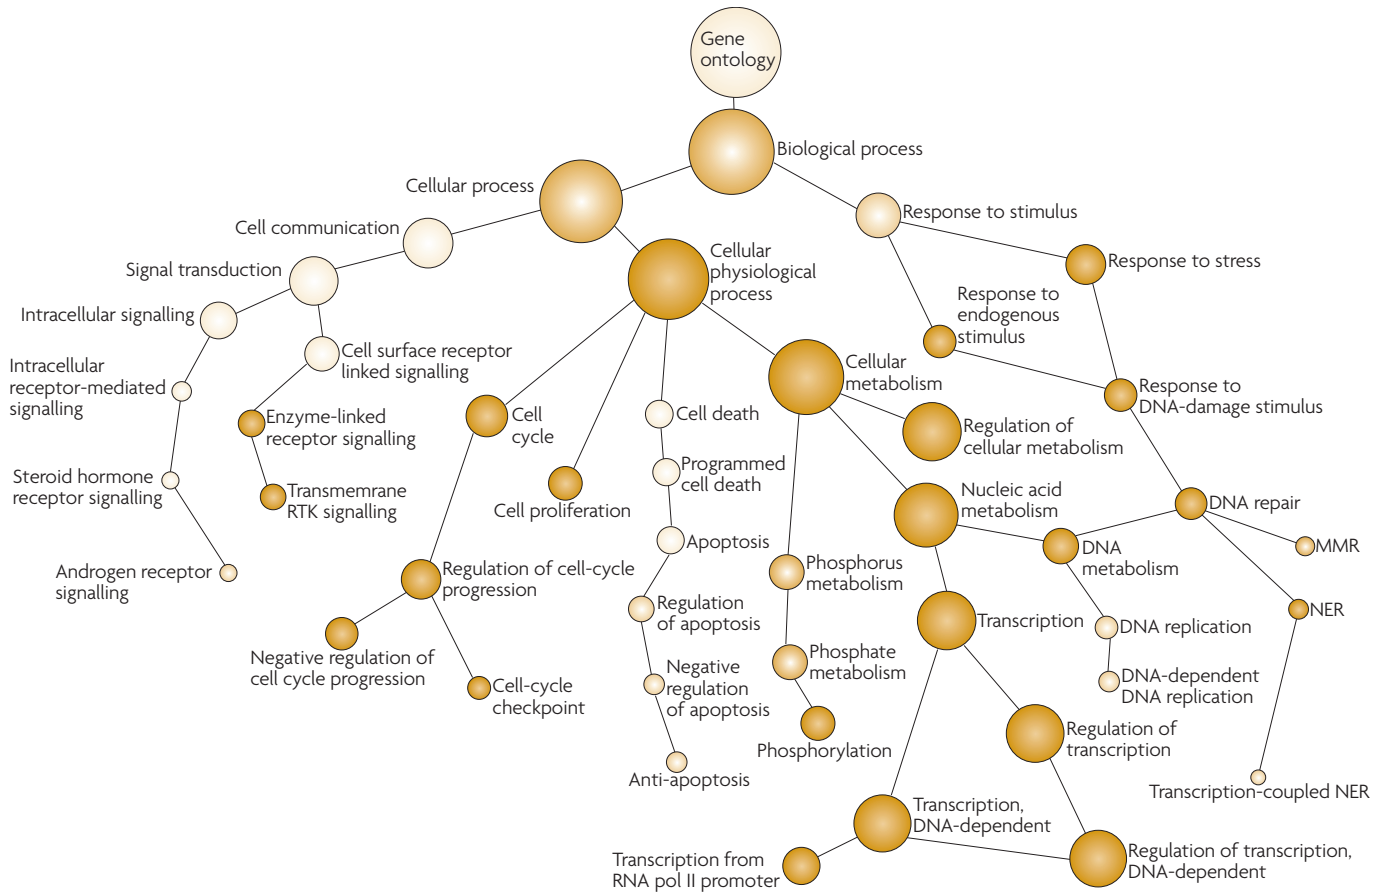 Gene
ontology
Biological process
Cellular process
Response to stimulus
Cell communication
Cellular
physiological
process
Response to stress
Signal transduction
Response to
endogenous
stimulus
Intracellular signalling
Cell surface receptor
linked signalling
Cellular
metabolism
Intracellular
receptor-mediated
signalling
Response to
DNA-damage stimulus
Enzyme-linked
receptor signalling
Cell
cycle
Cell death
Regulation of
cellular metabolism
Steroid hormone
receptor signalling
Transmemrane
RTK signalling
Cell proliferation
Programmed
cell death
Nucleic acid
metabolism
DNA repair
Apoptosis
DNA
metabolism
MMR
Androgen receptor
signalling
Regulation of cell-cycle
progression
Phosphorus
metabolism
Regulation
of apoptosis
Transcription
DNA replication
NER
Negative regulation of
cell cycle progression
Cell-cycle
checkpoint
Negative
regulation
of apoptosis
Phosphate
metabolism
DNA-dependent
DNA replication
Phosphorylation
Regulation of
transcription
Anti-apoptosis
Transcription-coupled NER
Transcription,
DNA-dependent
Transcription from
RNA pol II promoter
Regulation of transcription,
DNA-dependent